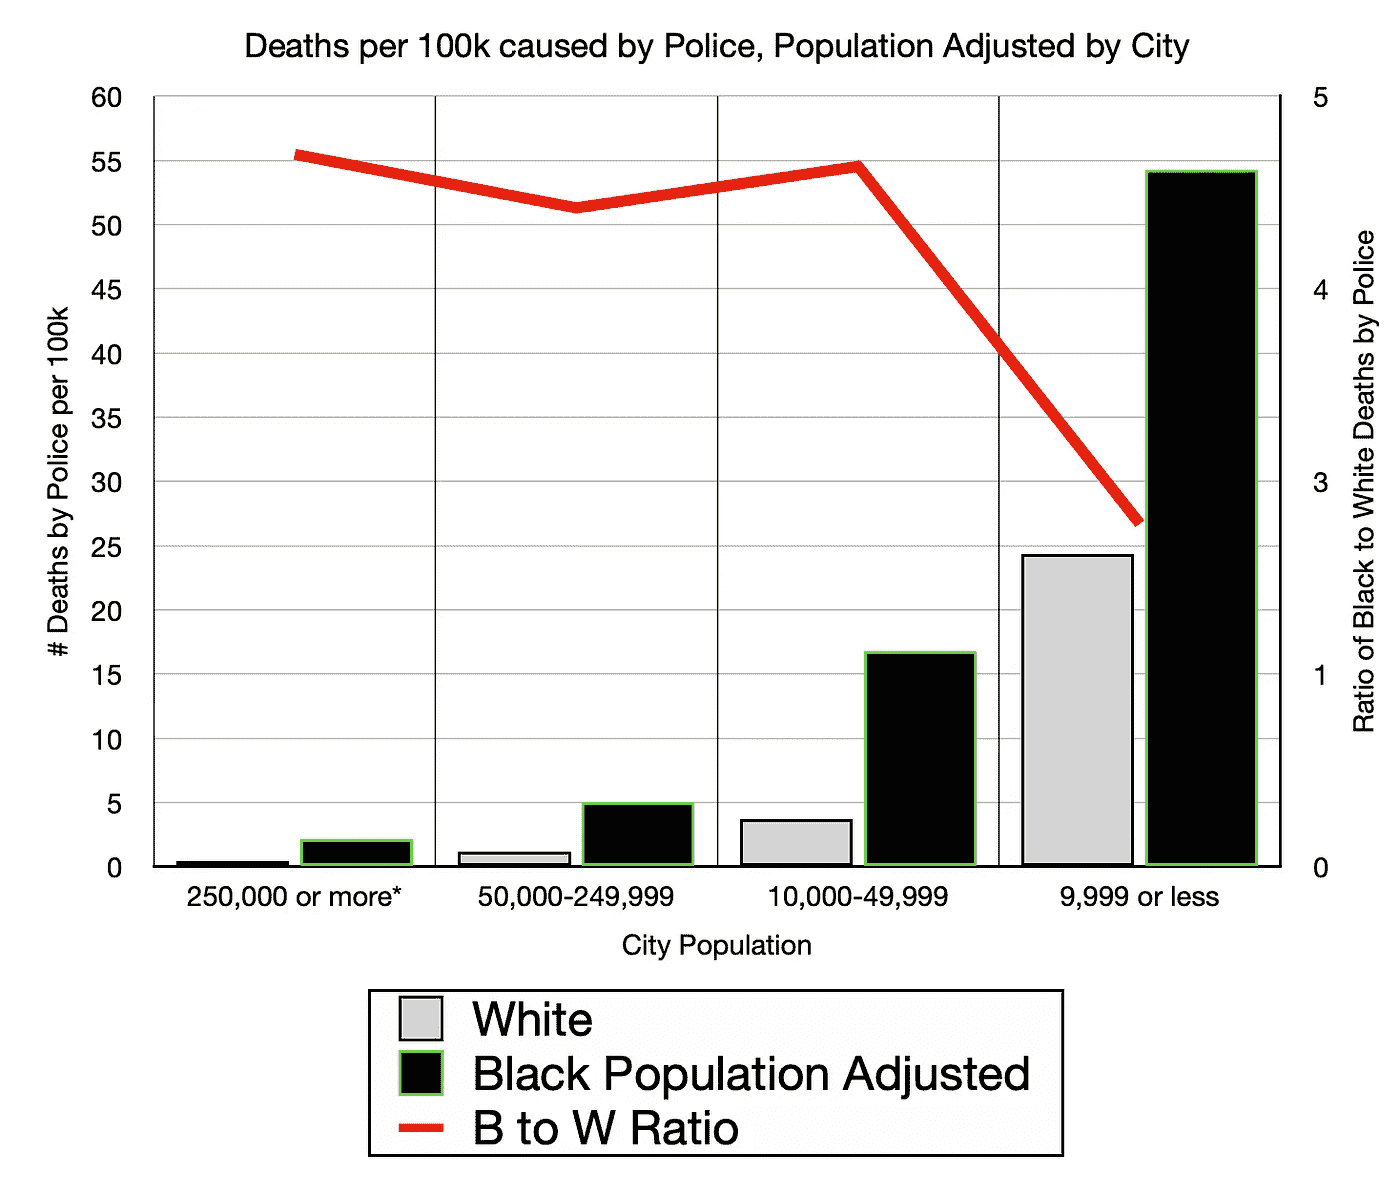 Deaths per 100k caused by Police, Population Adjusted by City
60
55
50
45
40
35
30
25
20
15
10
5
0
# Deaths by Police per 100k
5
4
3
1
0
Ratio of Black to White Deaths by Police
250,000 or more*
50,000-249,999
10,000-49,999
9,999 or less
City Population
White
Black Population Adjusted
B to W Ratio